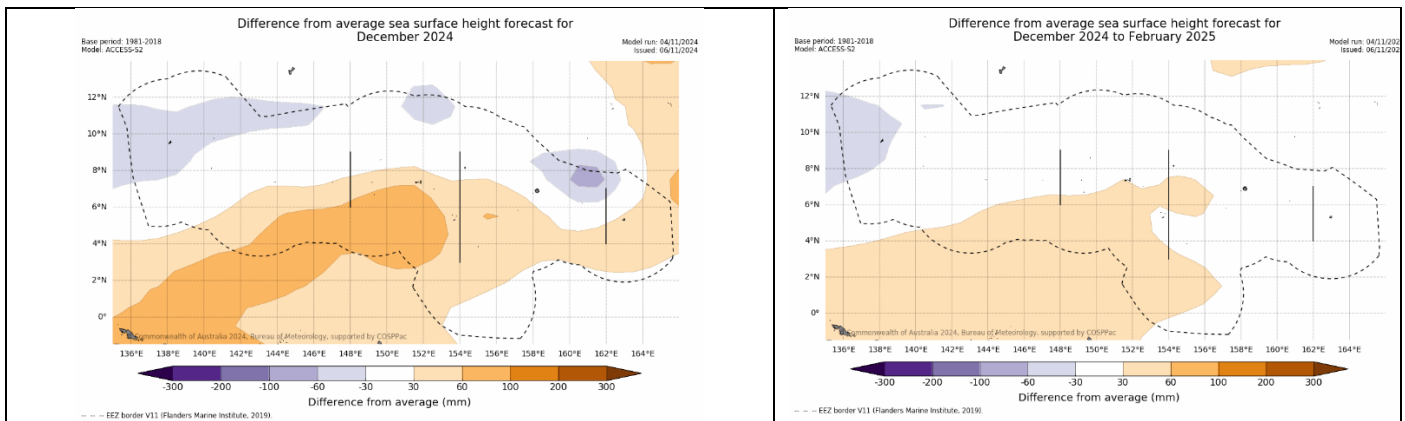 Difference from average sea surface height forecast for
December 2024
Base period: 1981-2018
Model: ACCESS-S2
Model run: 04/11/2024
Issued: 06/11/2024
12°N
10°N
8°N
6°N
4°N
2°N
0°
Commonwealth of Australia 2024, Bureau of Meteorology, supported by COSPPac
136°E 138°E 140°E 142°E 144°E 146°E 148°E 150°E 152°E 154°E 156°E 158°E 160°E 162°E 164°E
-300 -200 -100 -60 -30 30 60 100 200 300
Difference from average (mm)
--- EEZ border V11 (Flanders Marine Institute, 2019).
Difference from average sea surface height forecast for
December 2024 to February 2025
Base period: 1981-2018
Model: ACCESS-S2
Model run: 04/11/202
Issued: 06/11/202
12°N
10°N
8°N
6°N
4°N
2°N
0°
Commonwealth of Australia 2024, Bureau of Meteorology, supported by COSPPac
136°E 138°E 140°E 142°E 144°E 146°E 148°E 150°E 152°E 154°E 156°E 158°E 160°E 162°E 164°E
-300 -200 -100 -60 -30 30 60 100 200 300
Difference from average (mm)
--- EEZ border V11 (Flanders Marine Institute, 2019).